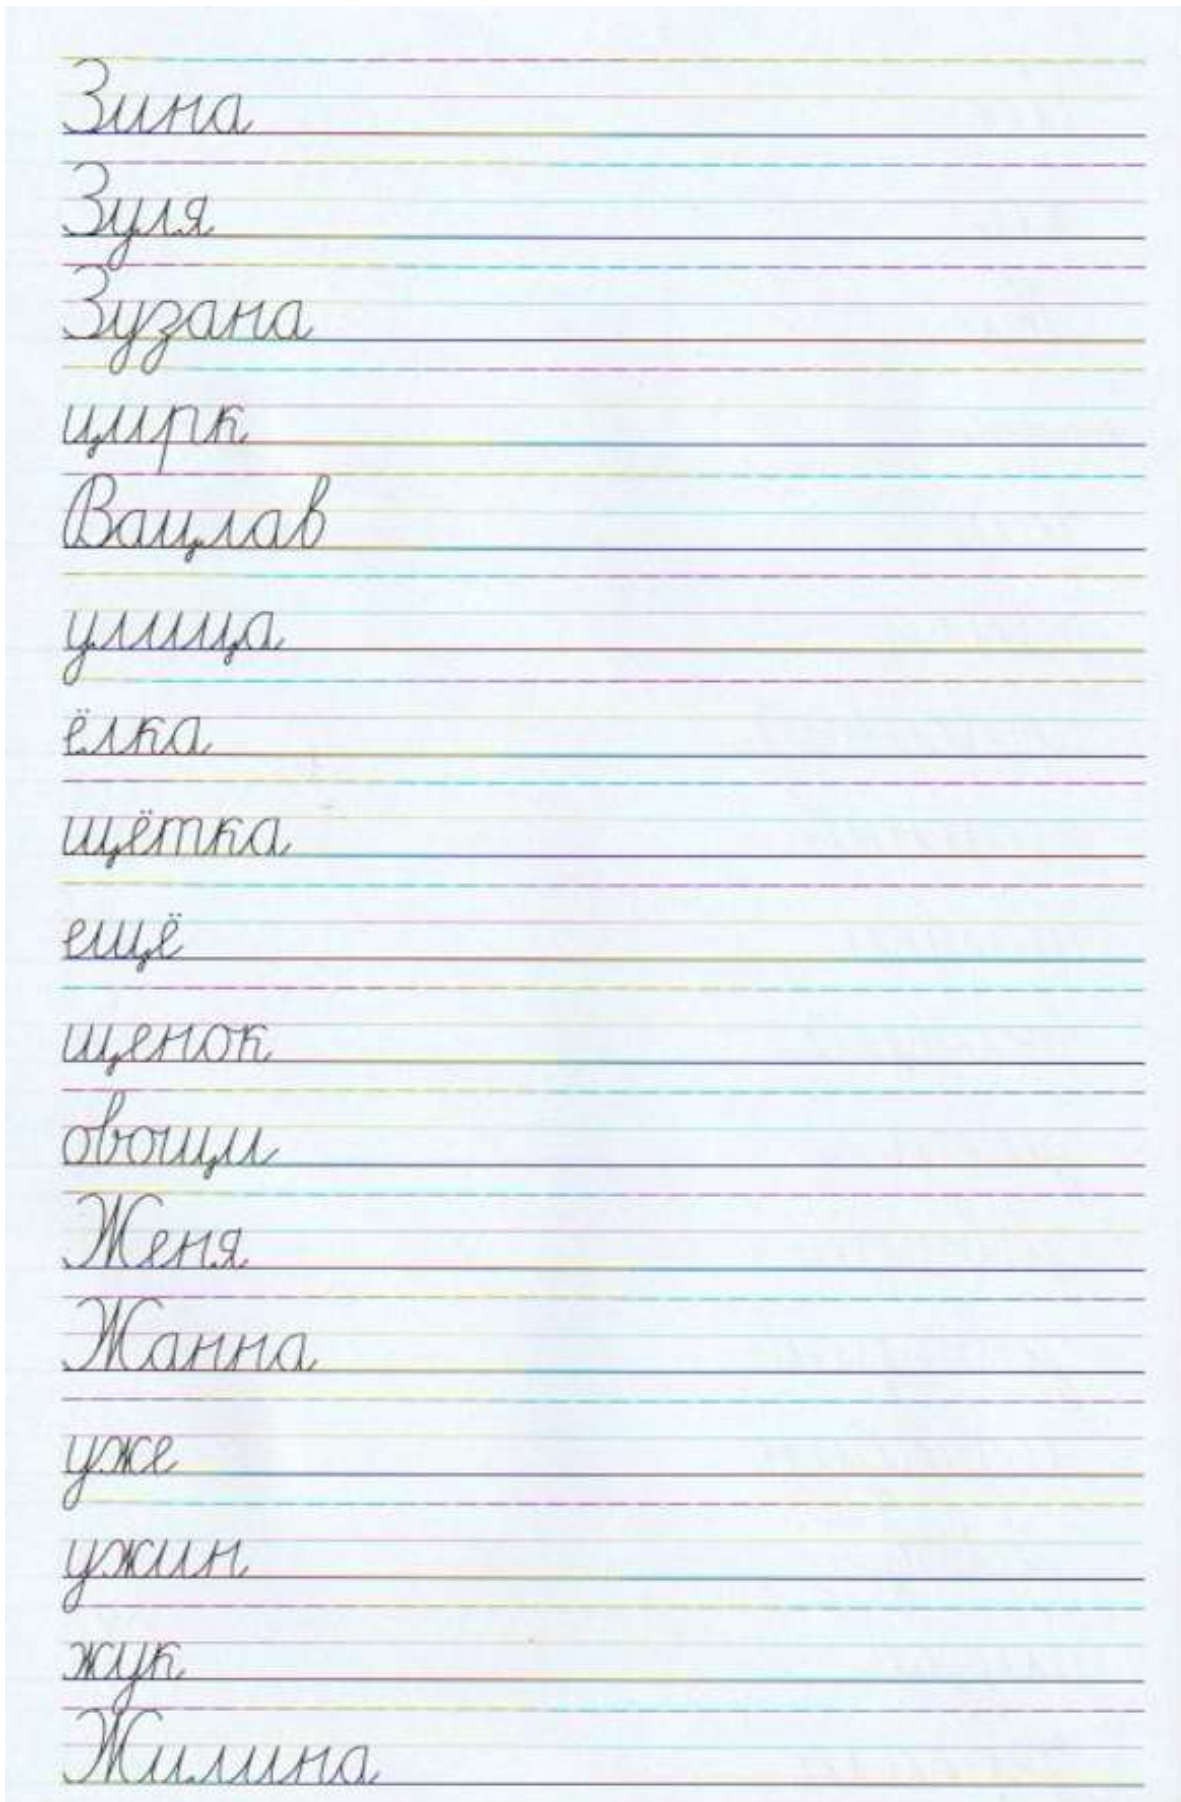 Зина
Зуля
Зузана
цирк
Вацлав
улица
ёлка
щётка
ещё
щенок
овощи
Женя
Жанна
уже
ужин
жук
Жилина